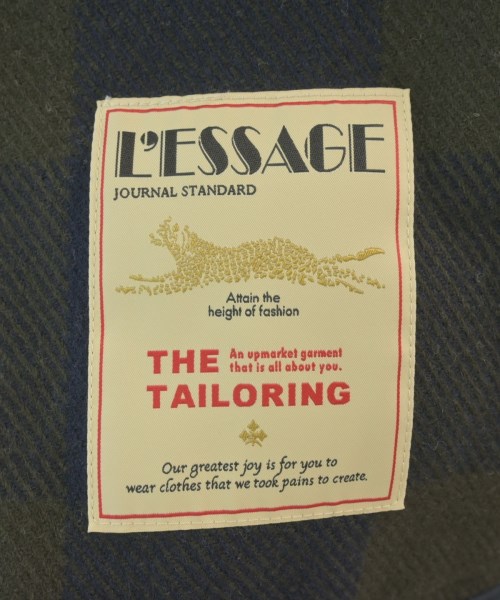 L'ESSAGE
JOURNAL STANDARD
Attain the
height of fashion
THE An upmarket garment
that is all about you.
TAILORING
Our greatest joy is for you to
wear clothes that we took pains to create.